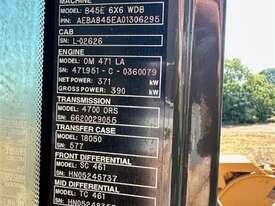 MACHINE
MODEL: B45E 6X6 WDB
PIN: AEBA845EA01306295
CAB
SN: L-02626
ENGINE
MODEL: OM 471 LA
SN: 471951 - C - 0360079
NET POWER: 371 kW
GROSS POWER: 390 kW
TRANSMISSION
MODEL: 4700 ORS
SN: 6620029055
TRANSFER CASE
MODEL: 18050
SN: 577
FRONT DIFFERENTIAL
MODEL: SC 461
SN: HN05245737
MID DIFFERENTIAL
MODEL: TC 461